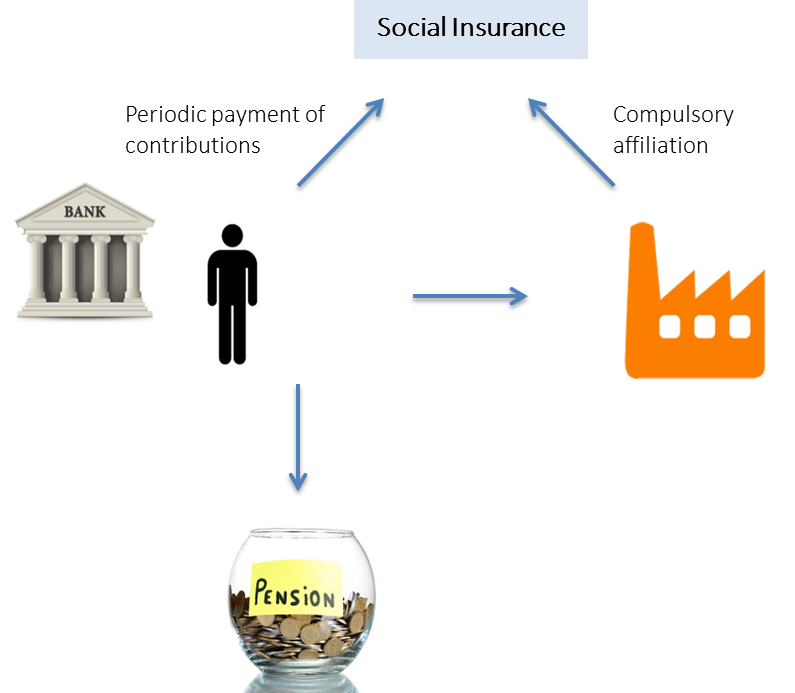 Social Insurance
Periodic payment of
contributions
Compulsory
affiliation
BANK
PENSION